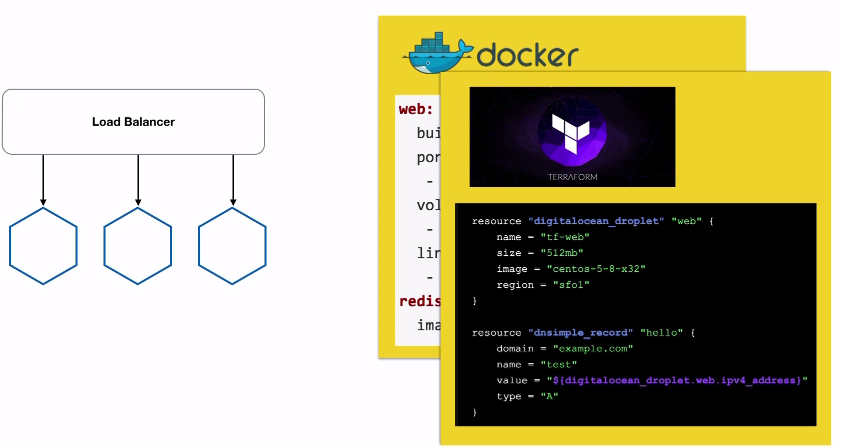 Load Balancer
docker
web:
bui
por
-
vol
-
lin
-
redis
ima
TERRAFORM
resource "digitalocean_droplet" "web" {
name = "tf-web"
size = "512mb"
image = "centos-5-8-x32"
region = "sfo1"
}
resource "dnsimple_record" "hello" {
domain = "example.com"
name = "test"
value = "${digitalocean_droplet.web.ipv4_address}"
type = "A"
}